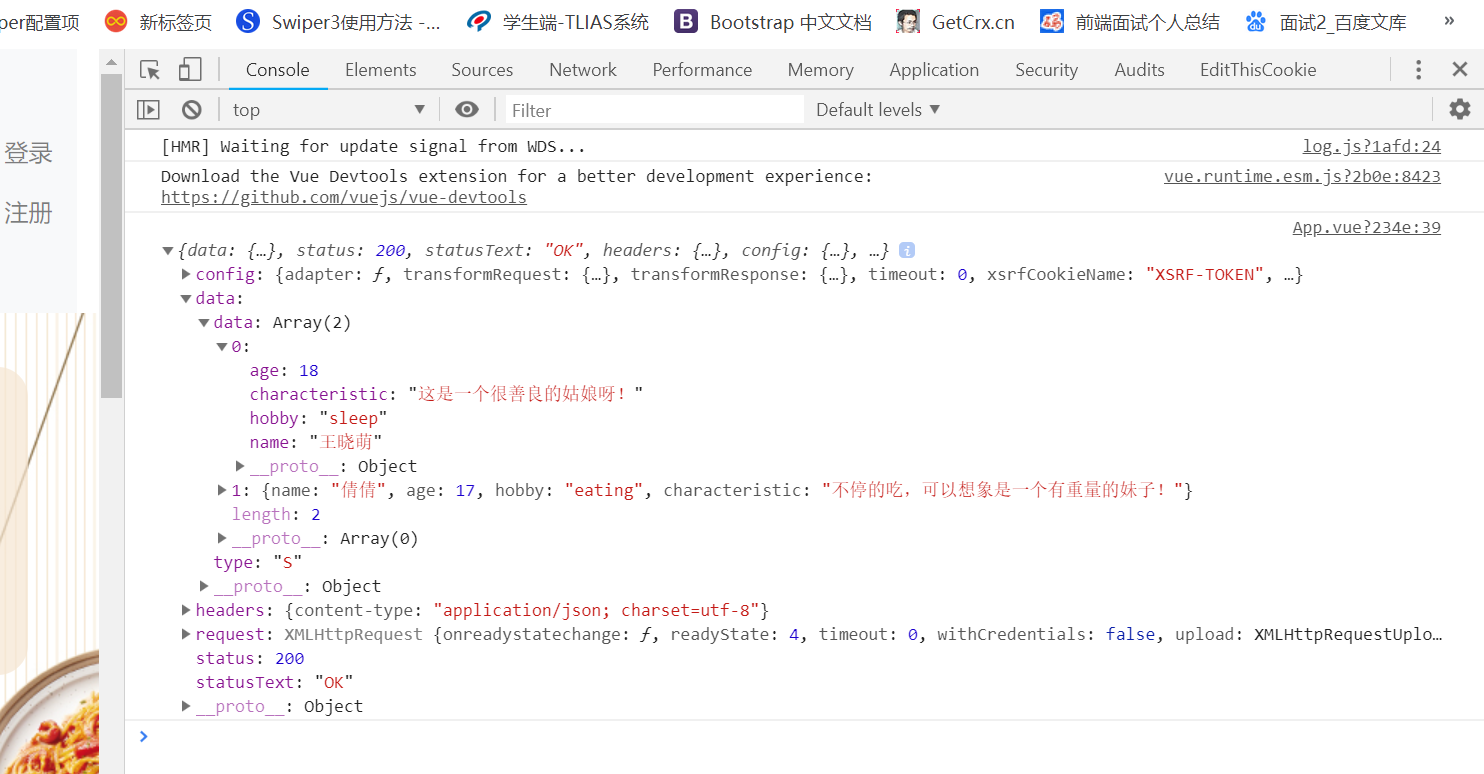 per配置项 新标签页 Swiper3使用方法 -... 学生端-TLIAS系统 Bootstrap 中文文档 GetCrx.cn 前端面试个人总结 面试2_百度文库 »
登录
注册
Console Elements Sources Network Performance Memory Application Security Audits EditThisCookie
top Filter Default levels
[HMR] Waiting for update signal from WDS... log.js?1afd:24
Download the Vue Devtools extension for a better development experience: vue.runtime.esm.js?2b0e:8423
https://github.com/vuejs/vue-devtools
App.vue?234e:39
{data: {…}, status: 200, statusText: "OK", headers: {…}, config: {…}, …}
config: {adapter: ƒ, transformRequest: {…}, transformResponse: {…}, timeout: 0, xsrfCookieName: "XSRF-TOKEN", …}
data:
data: Array(2)
0:
age: 18
characteristic: "这是一个很善良的姑娘呀！"
hobby: "sleep"
name: "王晓萌"
__proto__: Object
1: {name: "倩倩", age: 17, hobby: "eating", characteristic: "不停的吃，可以想象是一个有重量的妹子！"}
length: 2
__proto__: Array(0)
type: "S"
__proto__: Object
headers: {content-type: "application/json; charset=utf-8"}
request: XMLHttpRequest {onreadystatechange: ƒ, readyState: 4, timeout: 0, withCredentials: false, upload: XMLHttpRequestUplo…
status: 200
statusText: "OK"
__proto__: Object